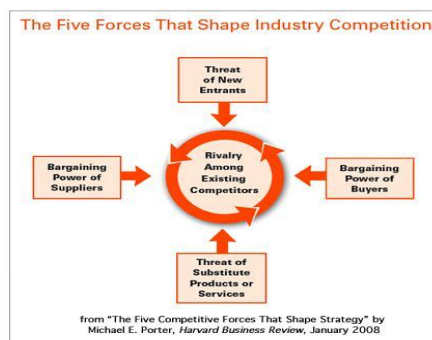 The Five Forces That Shape Industry Competition
Threat
of New
Entrants
Bargaining
Power of
Suppliers
Rivalry
Among
Existing
Competitors
Bargaining
Power of
Buyers
Threat of
Substitute
Products or
Services
from "The Five Competitive Forces That Shape Strategy" by
Michael E. Porter, Harvard Business Review, January 2008